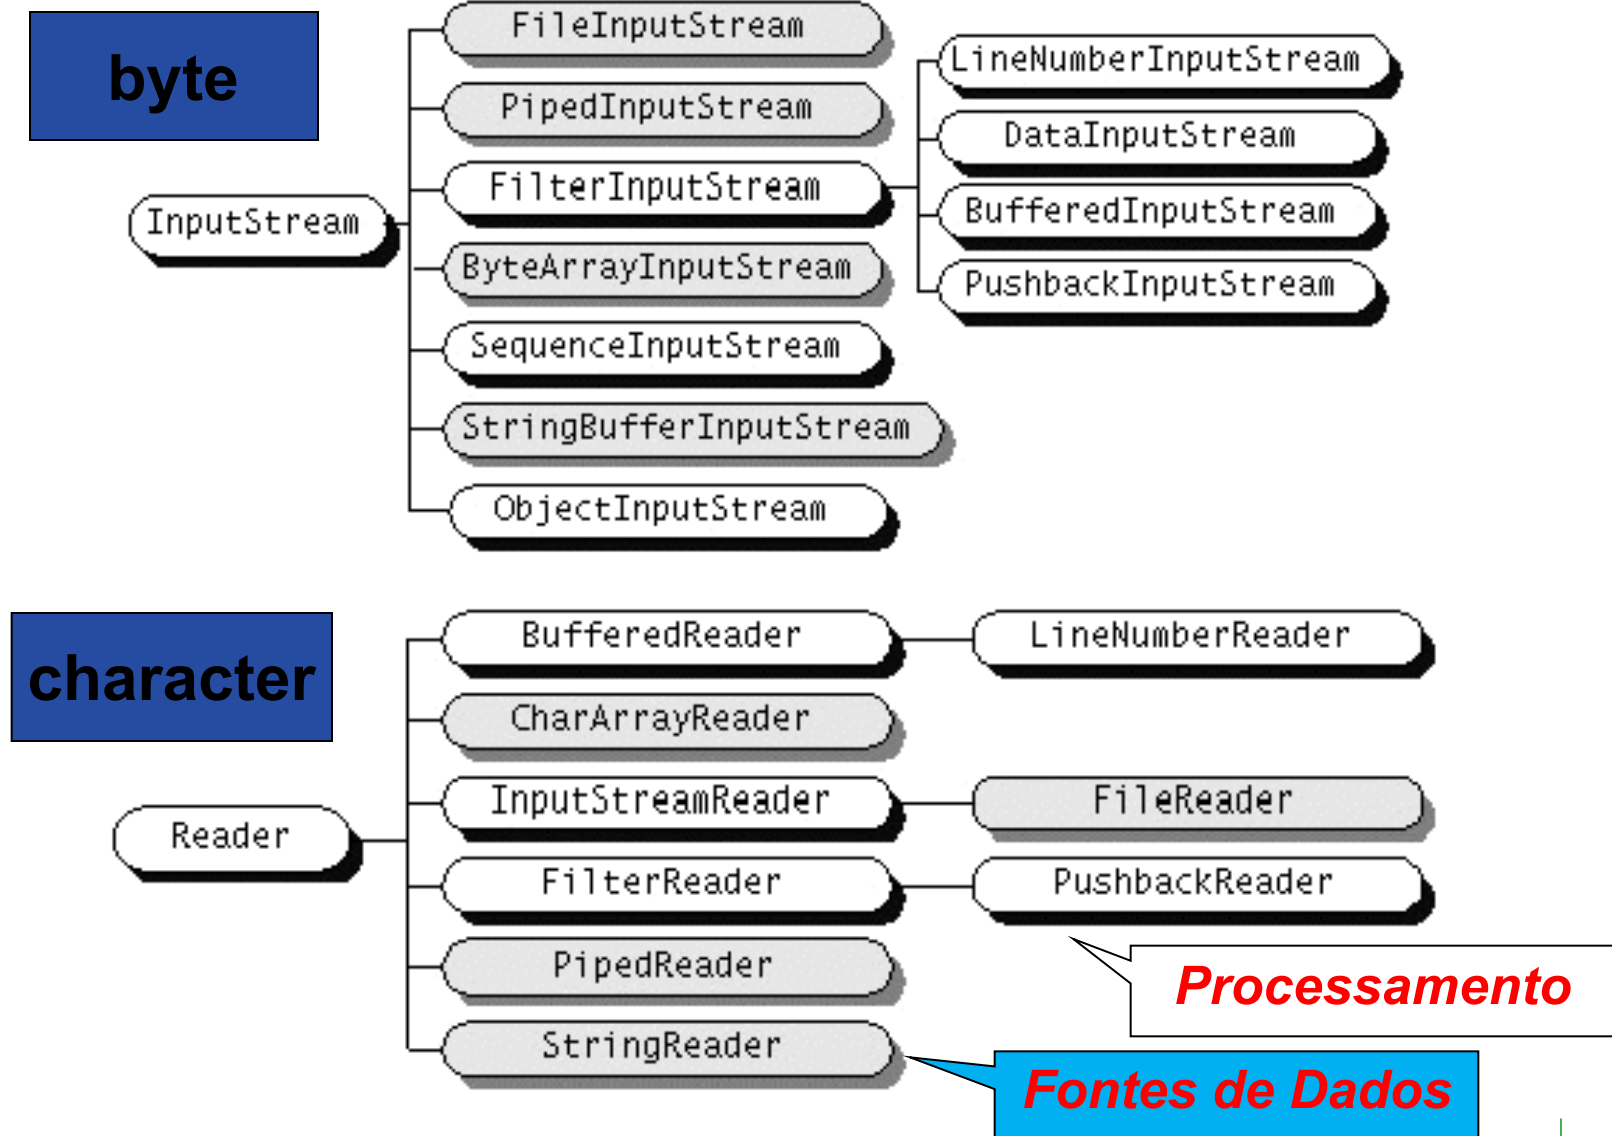 byte
InputStream
FileInputStream
PipedInputStream
FilterInputStream
ByteArrayInputStream
SequenceInputStream
StringBufferInputStream
ObjectInputStream
LineNumberInputStream
DataInputStream
BufferedInputStream
PushbackInputStream
character
Reader
BufferedReader
CharArrayReader
InputStreamReader
FilterReader
PipedReader
StringReader
LineNumberReader
FileReader
PushbackReader
Processamento
Fontes de Dados